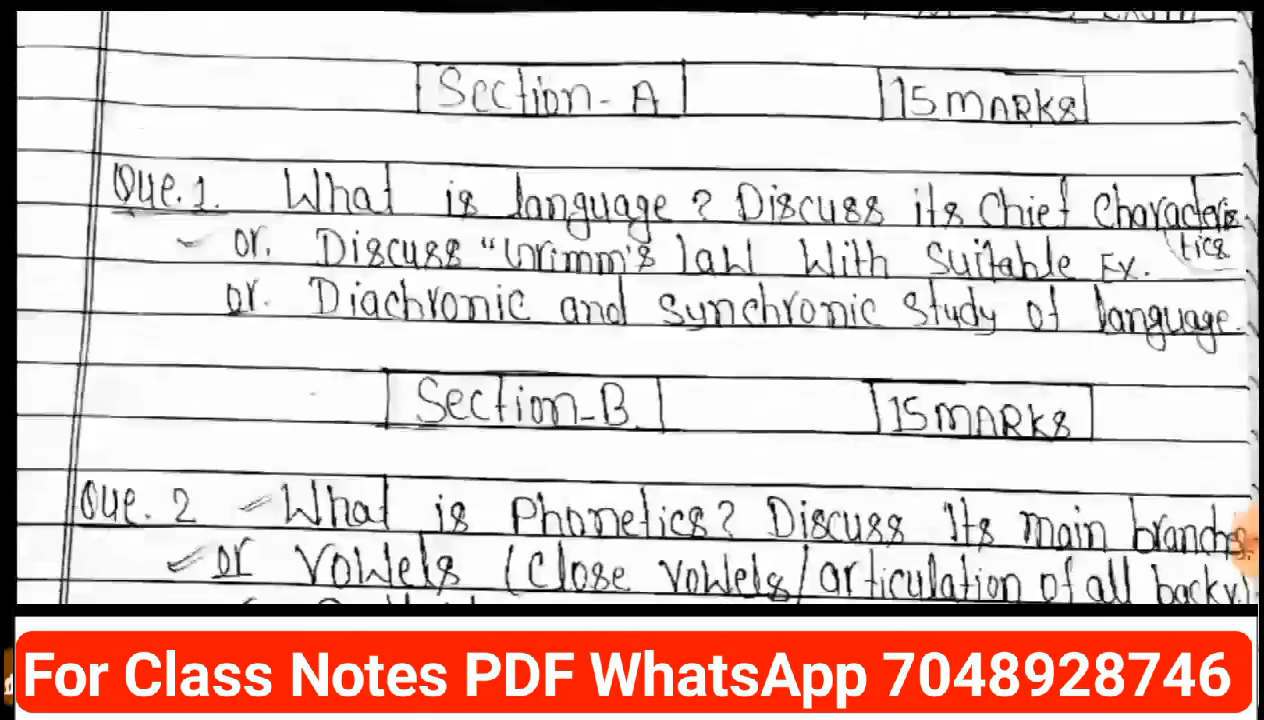 Section-A 15 MARKS
Que.1. What is language? Discuss its Chief Characteris
tics
or. Discuss "Grimm's law With Suitable Ex.
or. Diachronic and synchronic study of language.
Section-B 15 MARKS
Que. 2 What is Phonetics? Discuss Its main branches.
or Vowels (Close vowels/articulation of all back v.)
For Class Notes PDF WhatsApp 7048928746